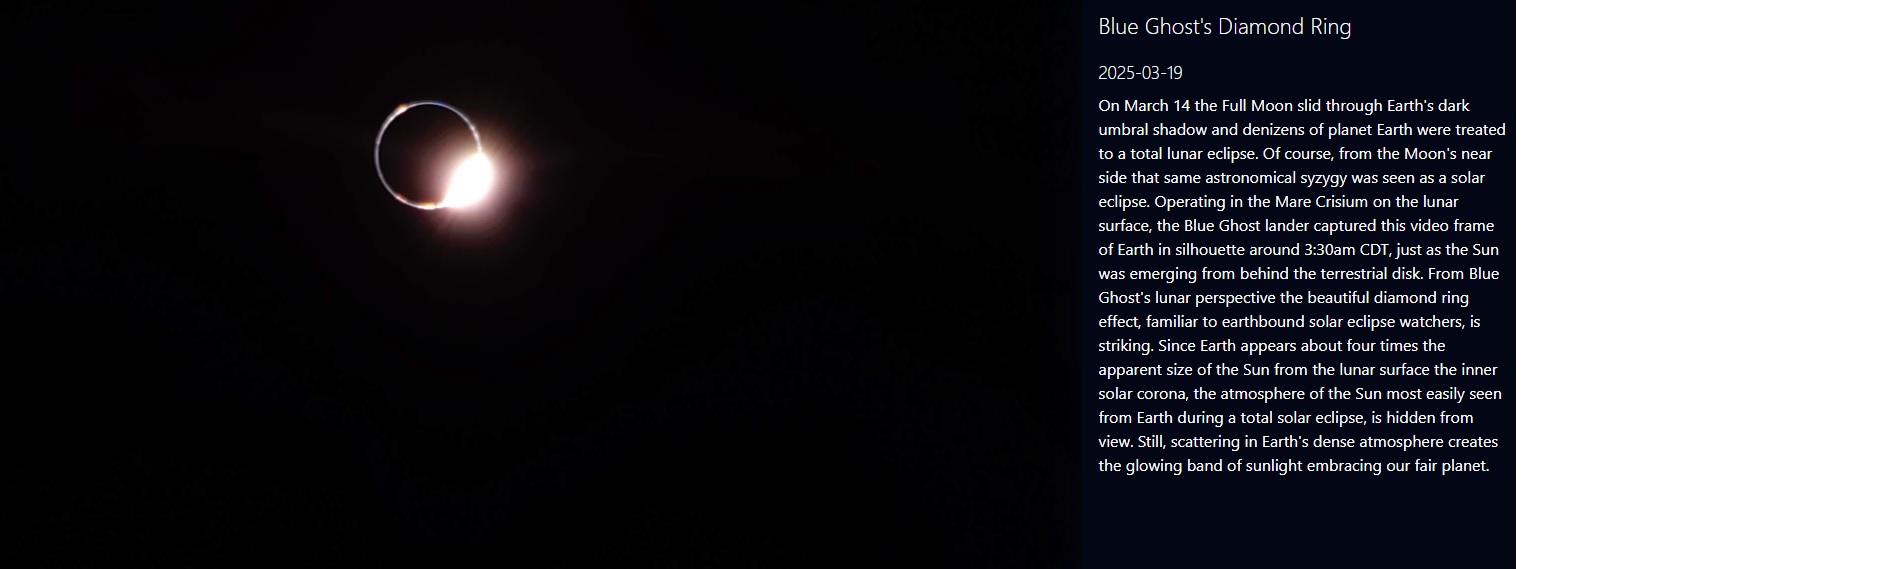 Blue Ghost's Diamond Ring
2025-03-19
On March 14 the Full Moon slid through Earth's dark
umbral shadow and denizens of planet Earth were treated
to a total lunar eclipse. Of course, from the Moon's near
side that same astronomical syzygy was seen as a solar
eclipse. Operating in the Mare Crisium on the lunar
surface, the Blue Ghost lander captured this video frame
of Earth in silhouette around 3:30am CDT, just as the Sun
was emerging from behind the terrestrial disk. From Blue
Ghost's lunar perspective the beautiful diamond ring
effect, familiar to earthbound solar eclipse watchers, is
striking. Since Earth appears about four times the
apparent size of the Sun from the lunar surface the inner
solar corona, the atmosphere of the Sun most easily seen
from Earth during a total solar eclipse, is hidden from
view. Still, scattering in Earth's dense atmosphere creates
the glowing band of sunlight embracing our fair planet.